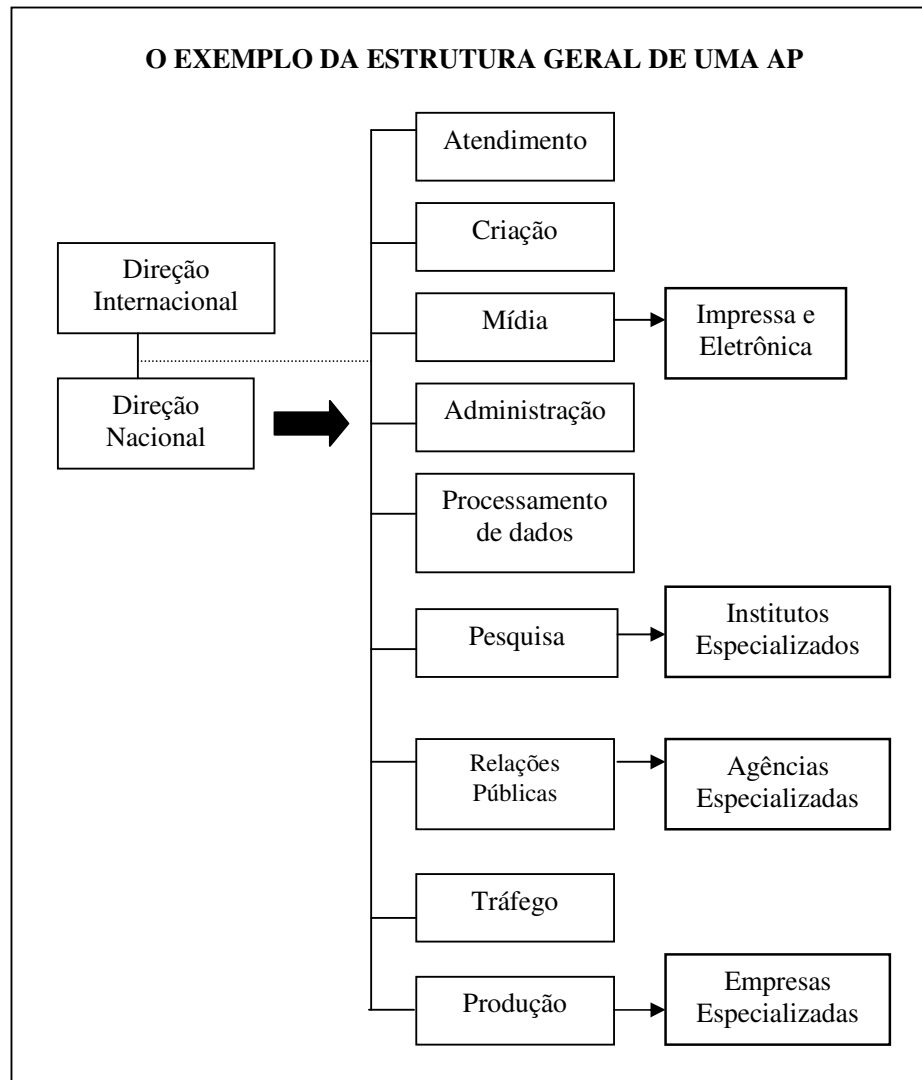 O EXEMPLO DA ESTRUTURA GERAL DE UMA AP
Direção
Internacional
Direção
Nacional
Atendimento
Criação
Mídia
Impressa e
Eletrônica
Administração
Processamento
de dados
Pesquisa
Institutos
Especializados
Relações
Públicas
Agências
Especializadas
Tráfego
Produção
Empresas
Especializadas